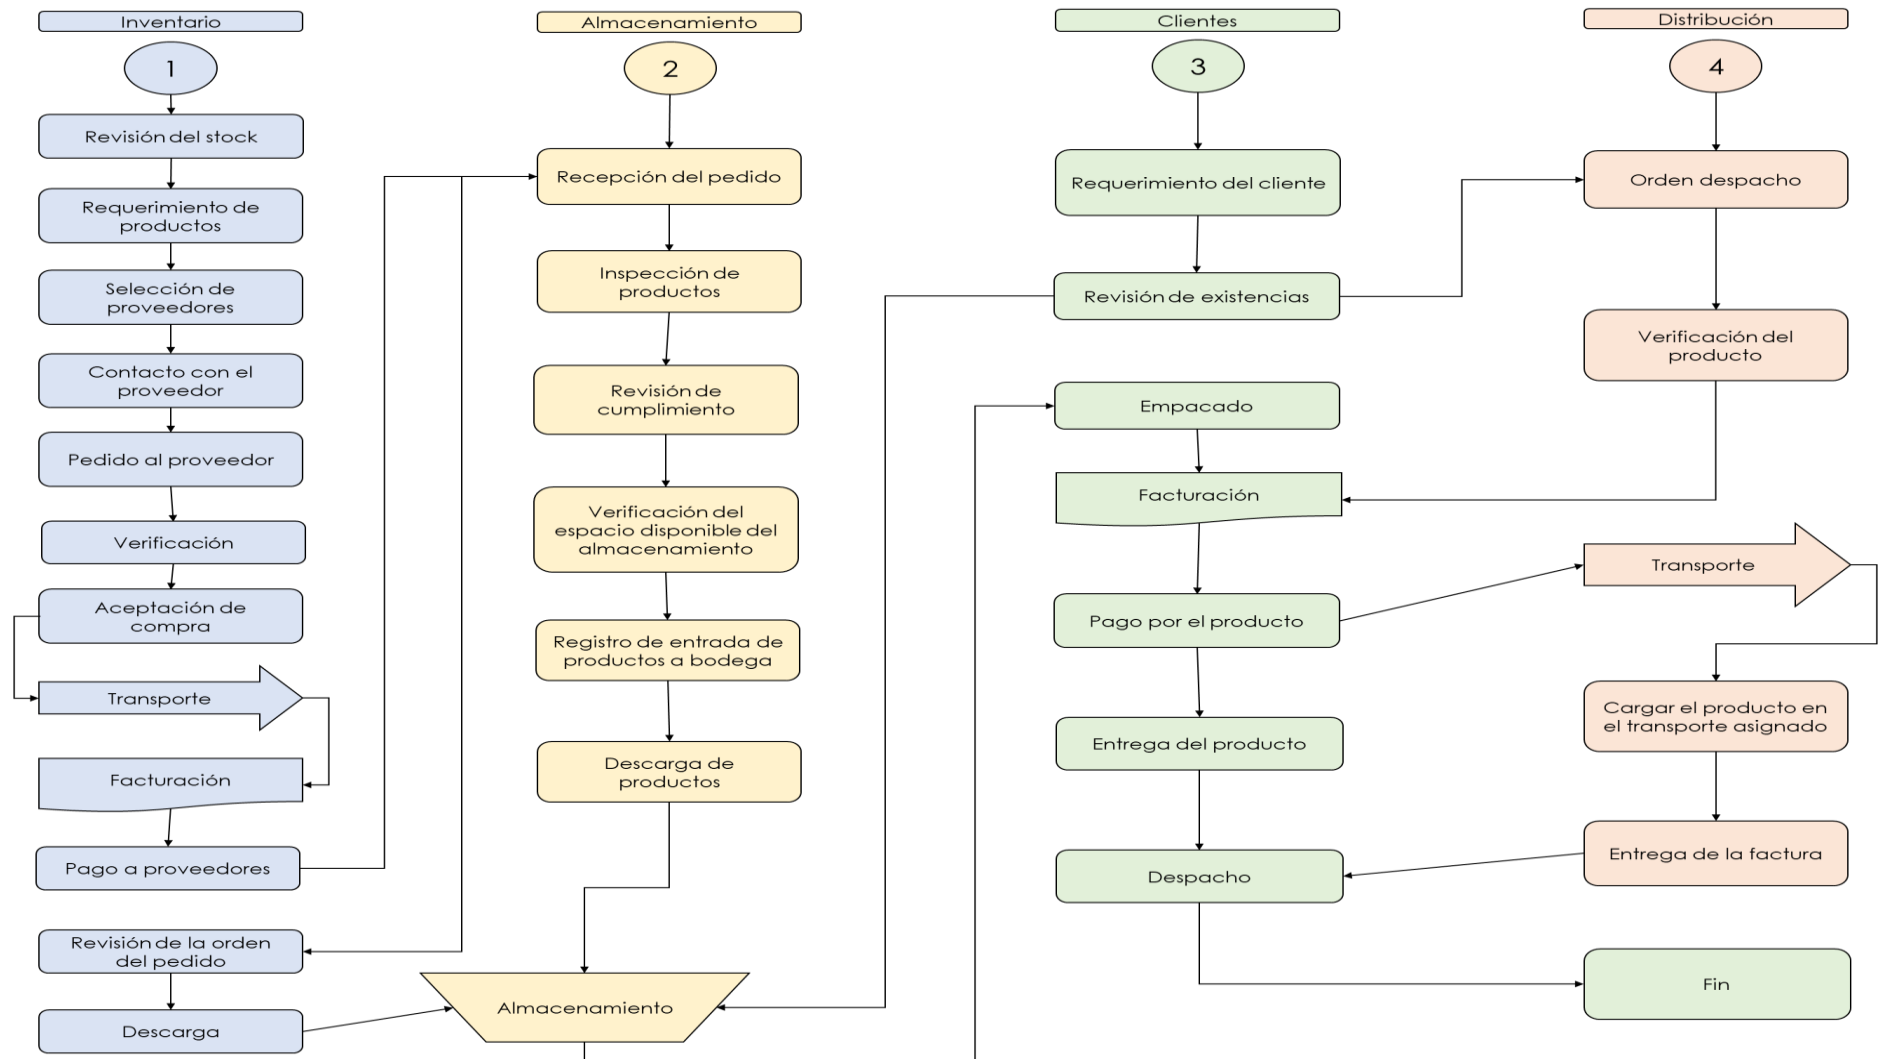 Inventario
1
Revisión del stock
Requerimiento de
productos
Selección de
proveedores
Contacto con el
proveedor
Pedido al proveedor
Verificación
Aceptación de
compra
Transporte
Facturación
Pago a proveedores
Revisión de la orden
del pedido
Descarga
Almacenamiento
2
Recepción del pedido
Inspección de
productos
Revisión de
cumplimiento
Verificación del
espacio disponible del
almacenamiento
Registro de entrada de
productos a bodega
Descarga de
productos
Almacenamiento
Clientes
3
Requerimiento del cliente
Revisión de existencias
Empacado
Facturación
Pago por el producto
Entrega del producto
Despacho
Distribución
4
Orden despacho
Verificación del
producto
Transporte
Cargar el producto en
el transporte asignado
Entrega de la factura
Fin